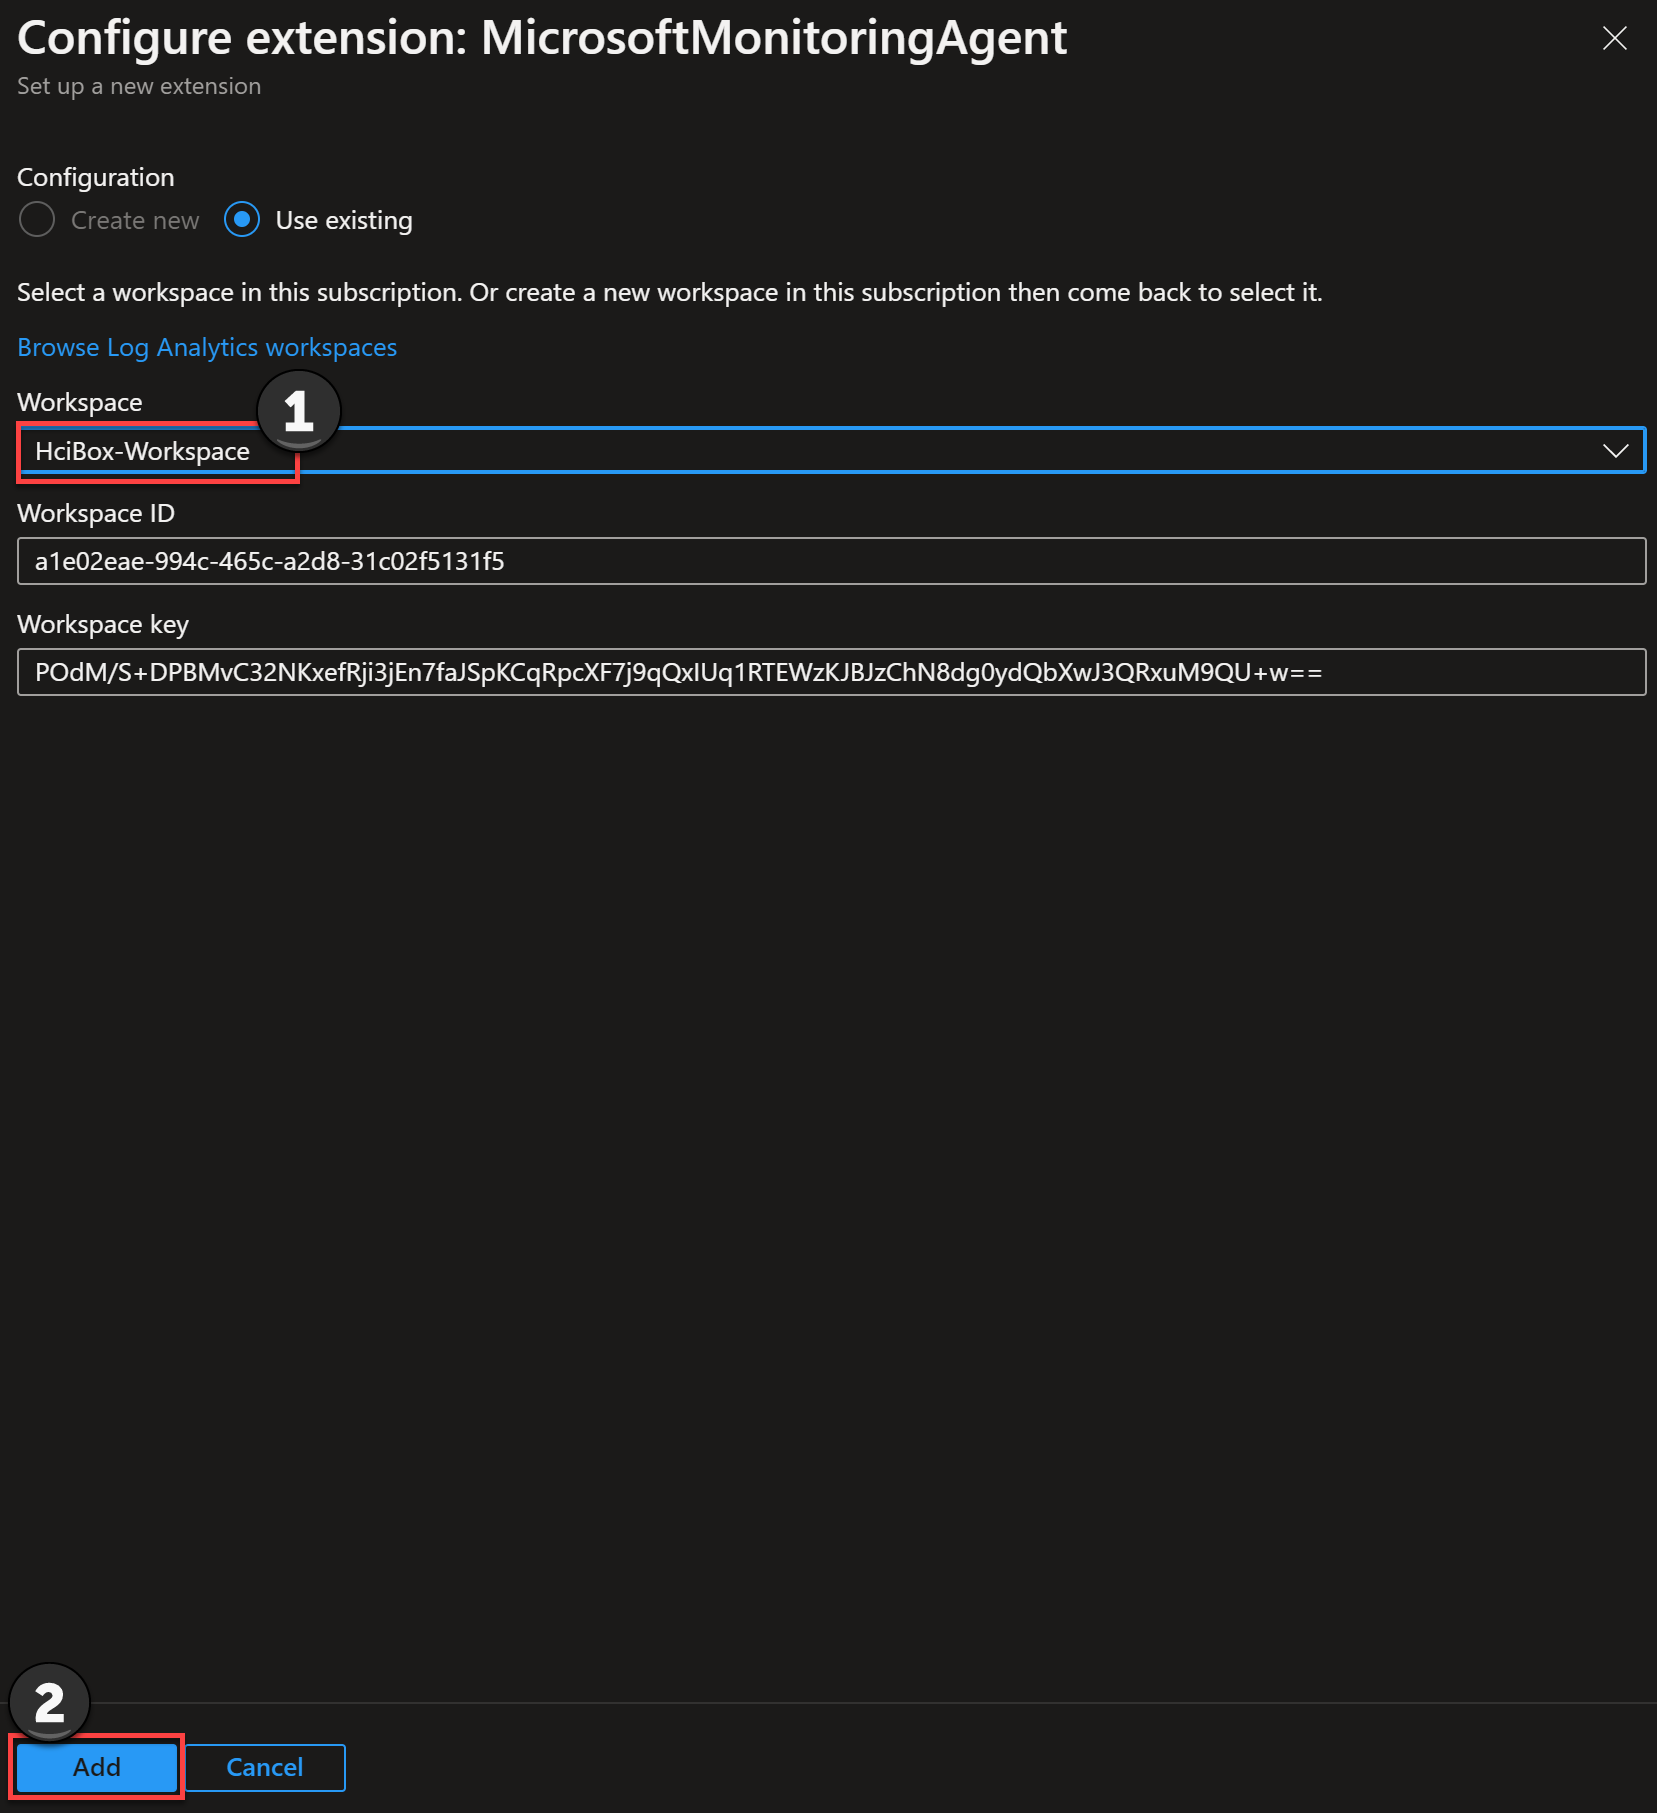 Configure extension: MicrosoftMonitoringAgent
Set up a new extension
Configuration
Create new Use existing
Select a workspace in this subscription. Or create a new workspace in this subscription then come back to select it.
Browse Log Analytics workspaces
Workspace
1
HciBox-Workspace
Workspace ID
a1e02eae-994c-465c-a2d8-31c02f5131f5
Workspace key
POdM/S+DPBMvC32NKxefRji3jEn7faJSpKCqRpcXF7j9qQxIUq1RTEWzKJBJzChN8dg0ydQbXwJ3QRxuM9QU+w==
2
Add Cancel